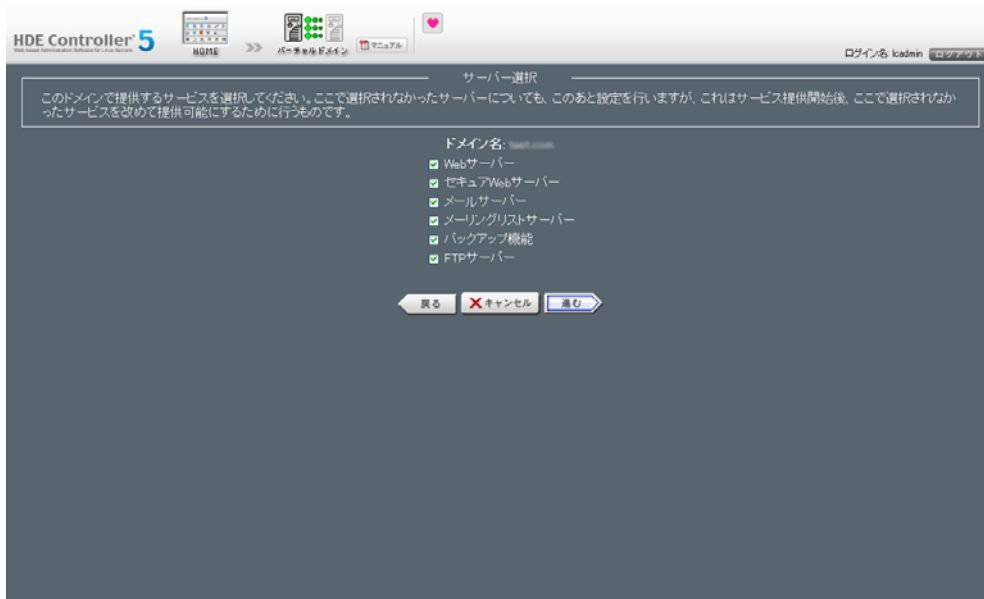 HDE Controller 5
HOME
バーチャルドメイン
マニュアル
ログイン名 lcadmin ログアウト
サーバー選択
このドメインで提供するサービスを選択してください。ここで選択されなかったサーバーについても、このあと設定を行いますが、これはサービス提供開始後、ここで選択されなか
ったサービスを改めて提供可能にするために行うものです。
ドメイン名:
Webサーバー
セキュアWebサーバー
メールサーバー
メーリングリストサーバー
バックアップ機能
FTPサーバー
戻る キャンセル 進む